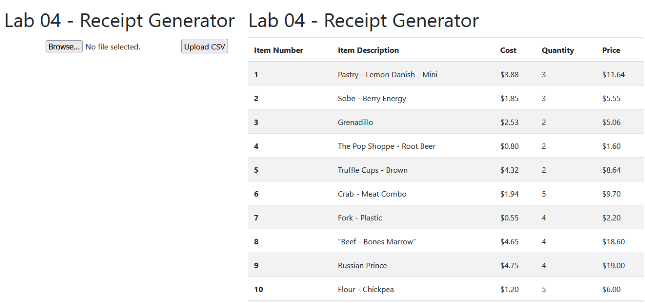 Lab 04 - Receipt Generator
Browse... No file selected. Upload CSV
Lab 04 - Receipt Generator
Item Number Item Description Cost Quantity Price
1 Pastry - Lemon Danish - Mini $3.88 3 $11.64
2 Sobe - Berry Energy $1.85 3 $5.55
3 Grenadillo $2.53 2 $5.06
4 The Pop Shoppe - Root Beer $0.80 2 $1.60
5 Truffle Cups - Brown $4.32 2 $8.64
6 Crab - Meat Combo $1.94 5 $9.70
7 Fork - Plastic $0.55 4 $2.20
8 "Beef - Bones Marrow" $4.65 4 $18.60
9 Russian Prince $4.75 4 $19.00
10 Flour - Chickpea $1.20 5 $6.00